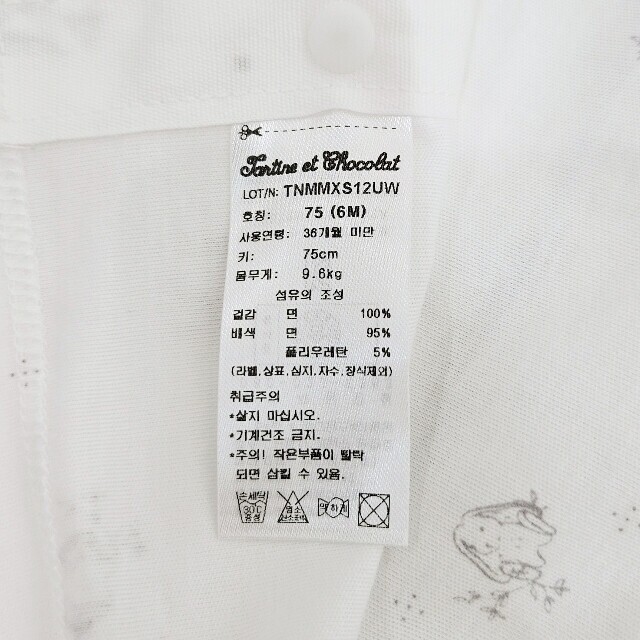 Tartine et Chocolat
LOT/N: TNMMXS12UW
호칭: 75 (6M)
사용연령: 36개월 미만
키: 75cm
몸무게: 9.6kg
섬유의 조성
겉감 면 100%
배색 면 95%
폴리우레탄 5%
(라벨,상표,심지,자수,장식제외)
취급주의
*삶지 마십시오.
*기계건조 금지.
*주의! 작은부품이 탈락
되면 삼킬 수 있음.
손세탁
30℃
중성
염소